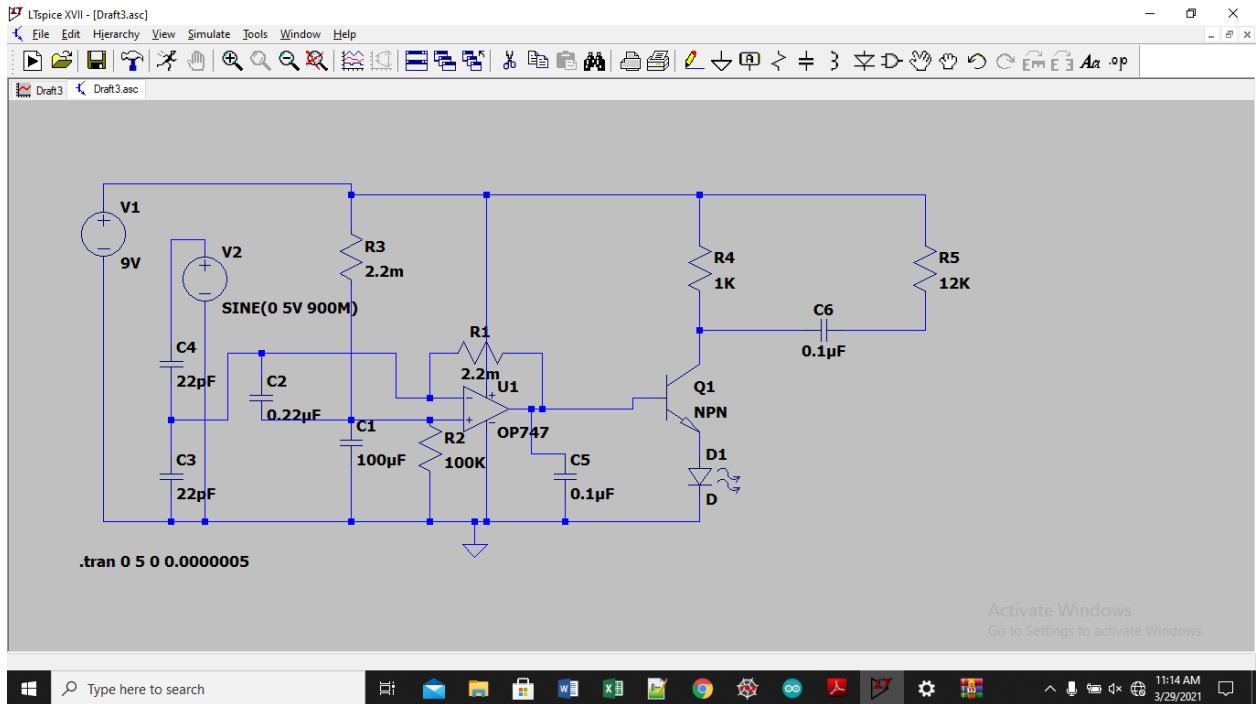 LTspice XVII - [Draft3.asc]
File Edit Hierarchy View Simulate Tools Window Help
Aa .op
Draft3 Draft3.asc
V1
9V
V2
SINE(0 5V 900M)
R3
2.2m
R4
1K
R5
12K
C6
0.1µF
C4
22pF
C2
0.22µF
R1
2.2m
U1
OP747
Q1
NPN
C1
100µF
R2
100K
C3
22pF
C5
0.1µF
D1
D
.tran 0 5 0 0.0000005
Activate Windows
Go to Settings to activate Windows.
Type here to search
11:14 AM
3/29/2021